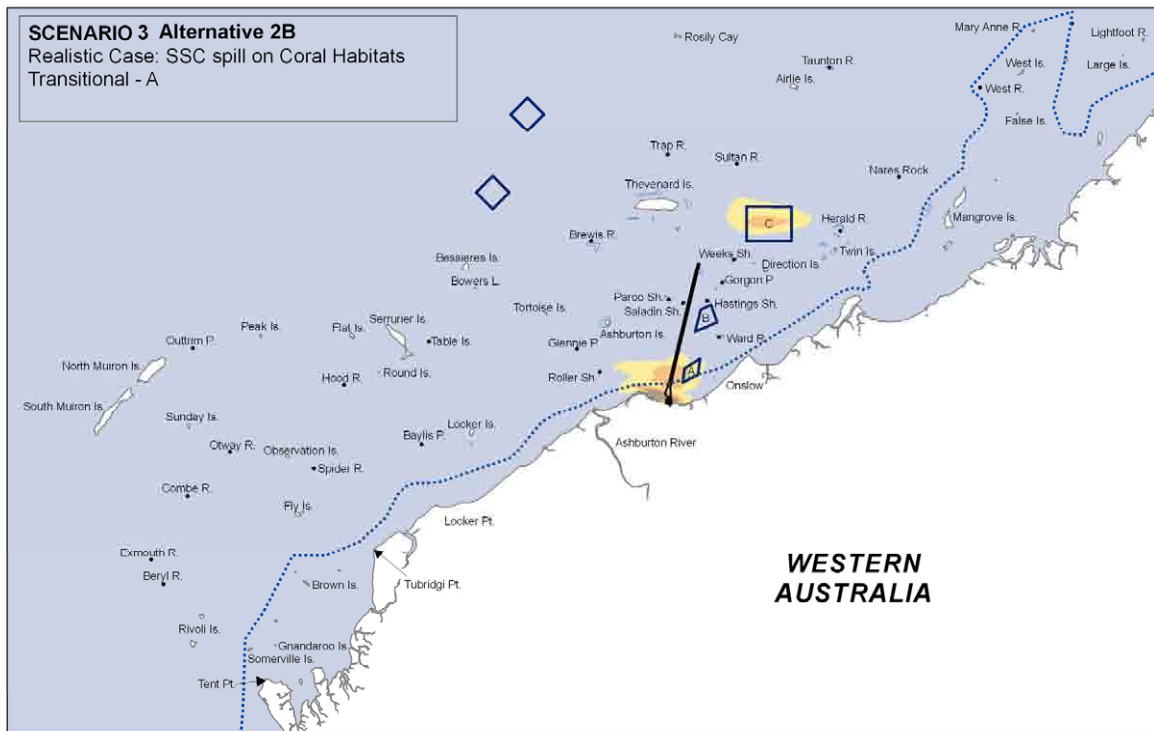 SCENARIO 3 Alternative 2B
Realistic Case: SSC spill on Coral Habitats
Transitional - A
Mary Anne R.
Lightfoot R.
Rosily Cay
Taunton R.
West Is.
Large Is.
Airlie Is.
West R.
False Is.
Trap R.
Sultan R.
Nares Rock
Thevenard Is.
C
Herald R.
Mangrove Is.
Brewis R.
Twin Is.
Weeks Sh.
Direction Is.
Bessieres Is.
Bowers L.
Gorgon P.
Paroo Sh.
Hastings Sh.
Saladin Sh.
Tortoise Is.
B
Peak Is.
Flat Is.
Serrurier Is.
Ashburton Is.
Ward R.
Outtrim P.
Table Is.
Glennie P.
North Muiron Is.
Round Is.
Roller Sh.
A
Hood R.
Onslow
South Muiron Is.
Sunday Is.
Locker Is.
Baylis P.
Ashburton River
Otway R.
Observation Is.
Spider R.
Combe R.
Fly Is.
Locker Pt.
Exmouth R.
Beryl R.
Brown Is.
Tubridgi Pt.
WESTERN
AUSTRALIA
Rivoli Is.
Gnandaroo Is.
Somerville Is.
Tent Pt.